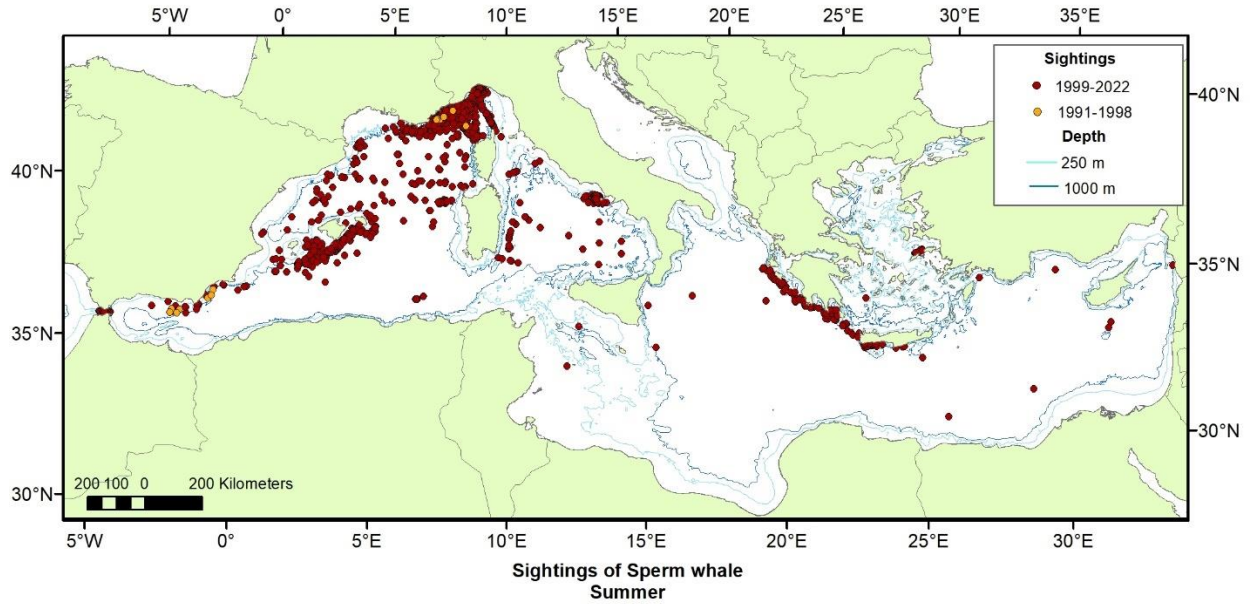 5°W 0° 5°E 10°E 15°E 20°E 25°E 30°E 35°E
Sightings
1999-2022
1991-1998
Depth
250 m
1000 m
40°N 40°N
35°N 35°N
30°N 30°N
200 100 0 200 Kilometers
5°W 0° 5°E 10°E 15°E 20°E 25°E 30°E
Sightings of Sperm whale
Summer